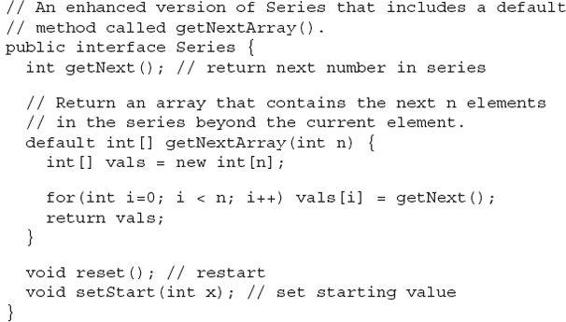 // An enhanced version of Series that includes a default
// method called getNextArray().
public interface Series {
  int getNext(); // return next number in series

  // Return an array that contains the next n elements
  // in the series beyond the current element.
  default int[] getNextArray(int n) {
    int[] vals = new int[n];

    for(int i=0; i < n; i++) vals[i] = getNext();
    return vals;
  }

  void reset(); // restart
  void setStart(int x); // set starting value
}